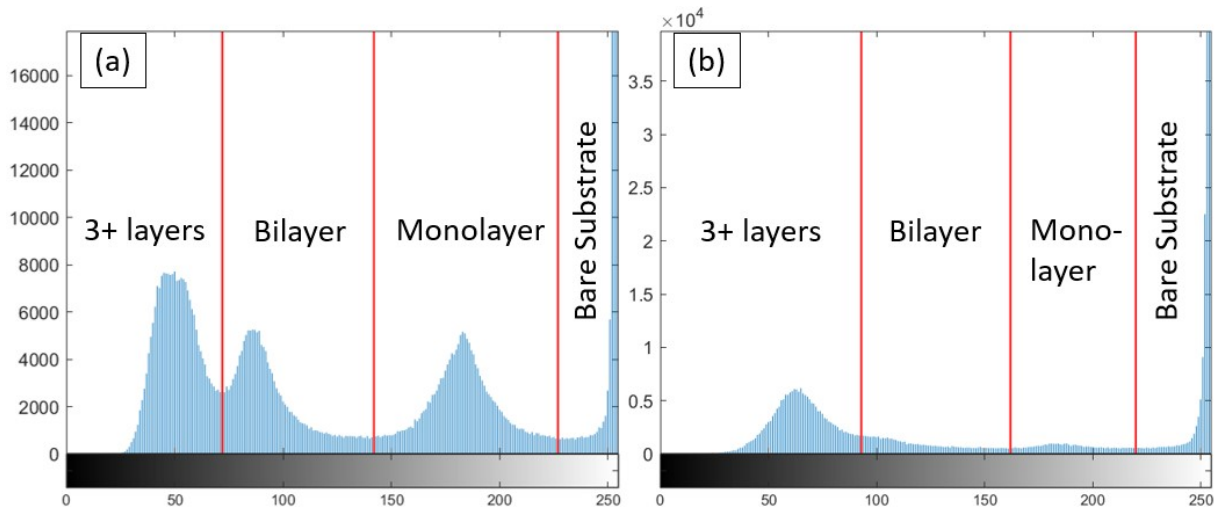 (a)
16000
14000
12000
10000
8000
6000
4000
2000
0
3+ layers
Bilayer
Monolayer
Bare Substrate
0
50
100
150
200
250
×10⁴
(b)
3.5
3
2.5
2
1.5
1
0.5
0
3+ layers
Bilayer
Mono-
layer
Bare Substrate
0
50
100
150
200
250